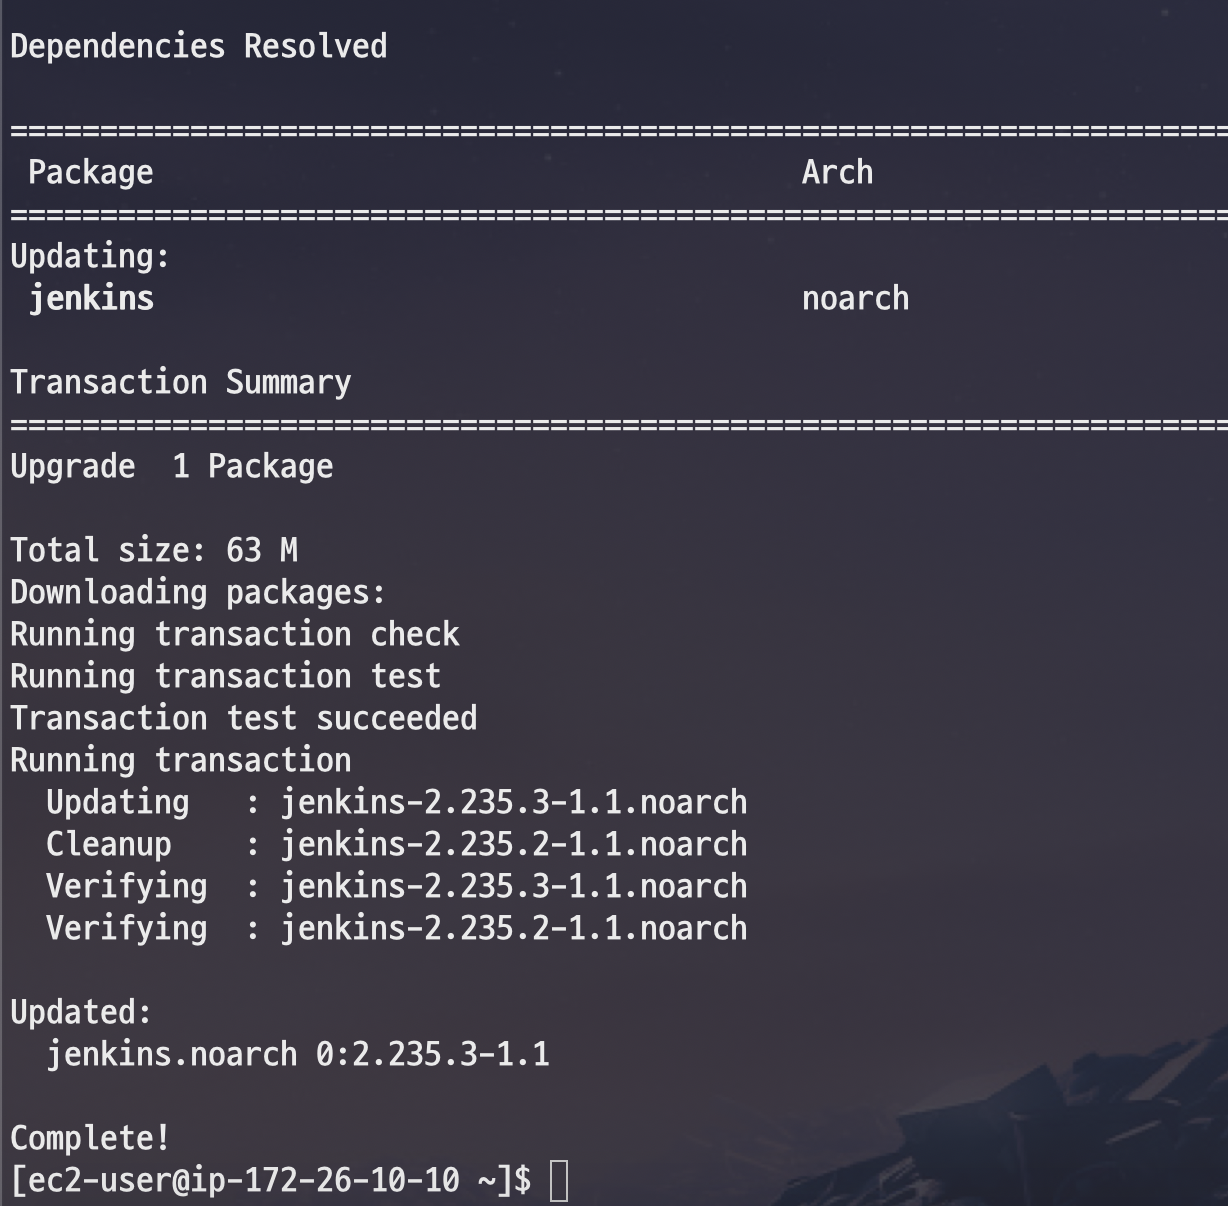 Dependencies Resolved
====================================================================
 Package                                    Arch
====================================================================
Updating:
 jenkins                                    noarch
Transaction Summary
====================================================================
Upgrade  1 Package
Total size: 63 M
Downloading packages:
Running transaction check
Running transaction test
Transaction test succeeded
Running transaction
  Updating   : jenkins-2.235.3-1.1.noarch
  Cleanup    : jenkins-2.235.2-1.1.noarch
  Verifying  : jenkins-2.235.3-1.1.noarch
  Verifying  : jenkins-2.235.2-1.1.noarch
Updated:
  jenkins.noarch 0:2.235.3-1.1
Complete!
[ec2-user@ip-172-26-10-10 ~]$